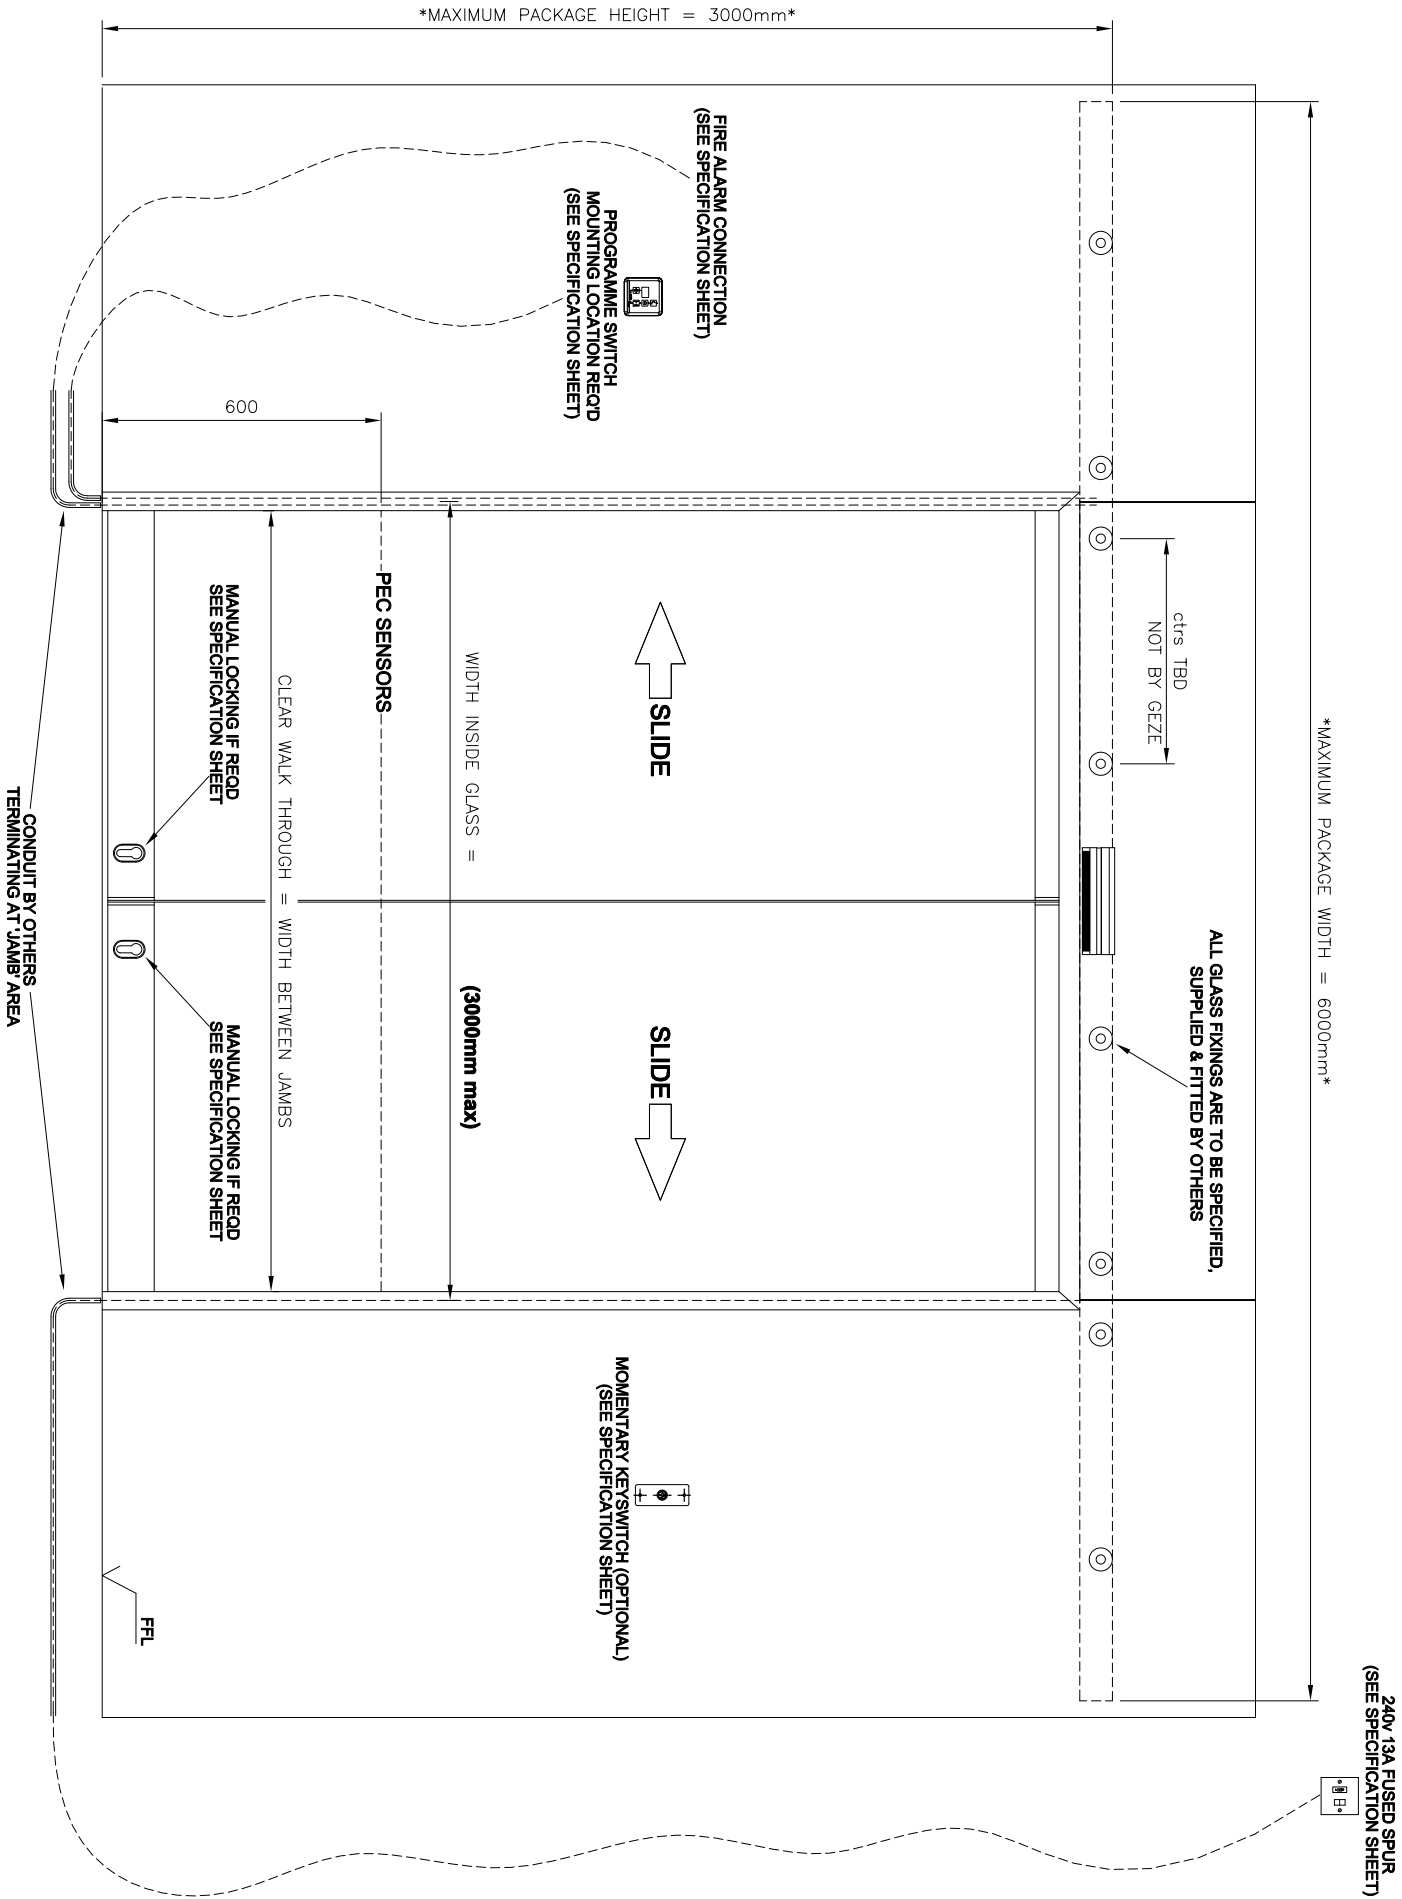 240v 13A FUSED SPUR
(SEE SPECIFICATION SHEET)
*MAXIMUM PACKAGE WIDTH = 6000mm*
ALL GLASS FIXINGS ARE TO BE SPECIFIED,
SUPPLIED & FITTED BY OTHERS
ctrs TBD
NOT BY GEZE
*MAXIMUM PACKAGE HEIGHT = 3000mm*
FIRE ALARM CONNECTION
(SEE SPECIFICATION SHEET)
PROGRAMME SWITCH
MOUNTING LOCATION REQ'D
(SEE SPECIFICATION SHEET)
SLIDE
SLIDE
MOMENTARY KEYSWITCH (OPTIONAL)
(SEE SPECIFICATION SHEET)
WIDTH INSIDE GLASS =
(3000mm max)
600
PEC SENSORS
CLEAR WALK THROUGH = WIDTH BETWEEN JAMBS
MANUAL LOCKING IF REQD
SEE SPECIFICATION SHEET
MANUAL LOCKING IF REQD
SEE SPECIFICATION SHEET
FFL
CONDUIT BY OTHERS
TERMINATING AT 'JAMB' AREA